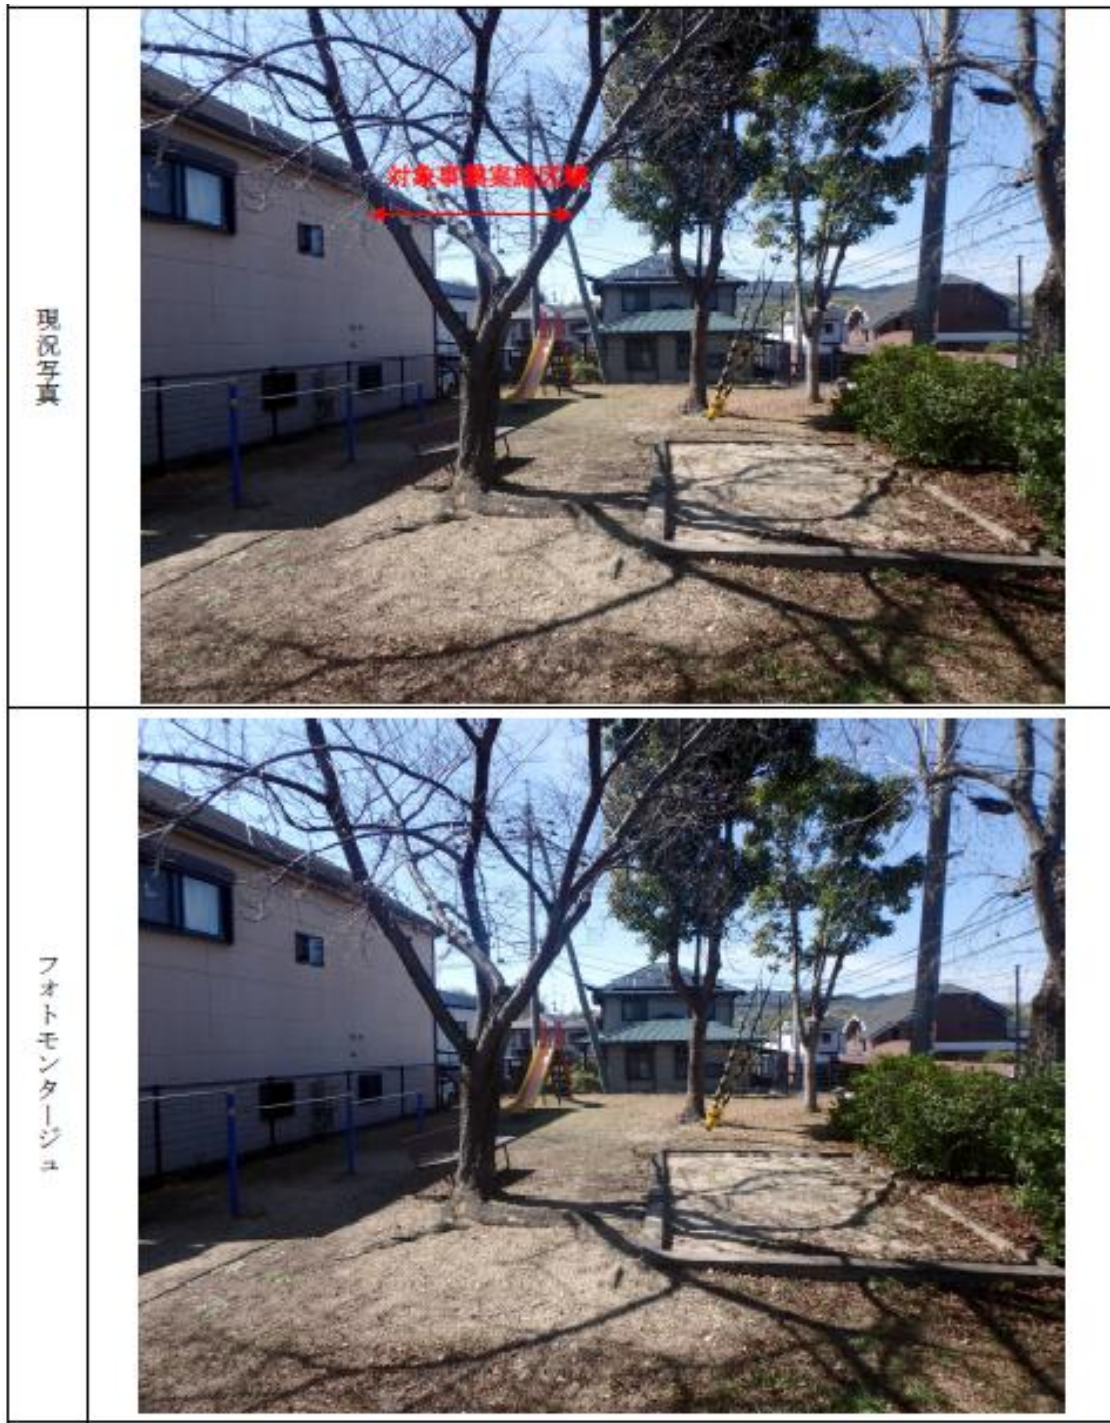 対象事業実施区域
現況写真
フォトモンタージュ